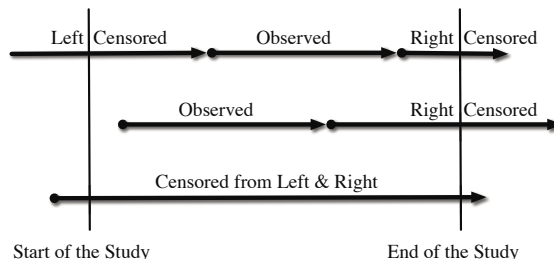 Left Censored Observed Right Censored
Observed Right Censored
Censored from Left & Right
Start of the Study End of the Study